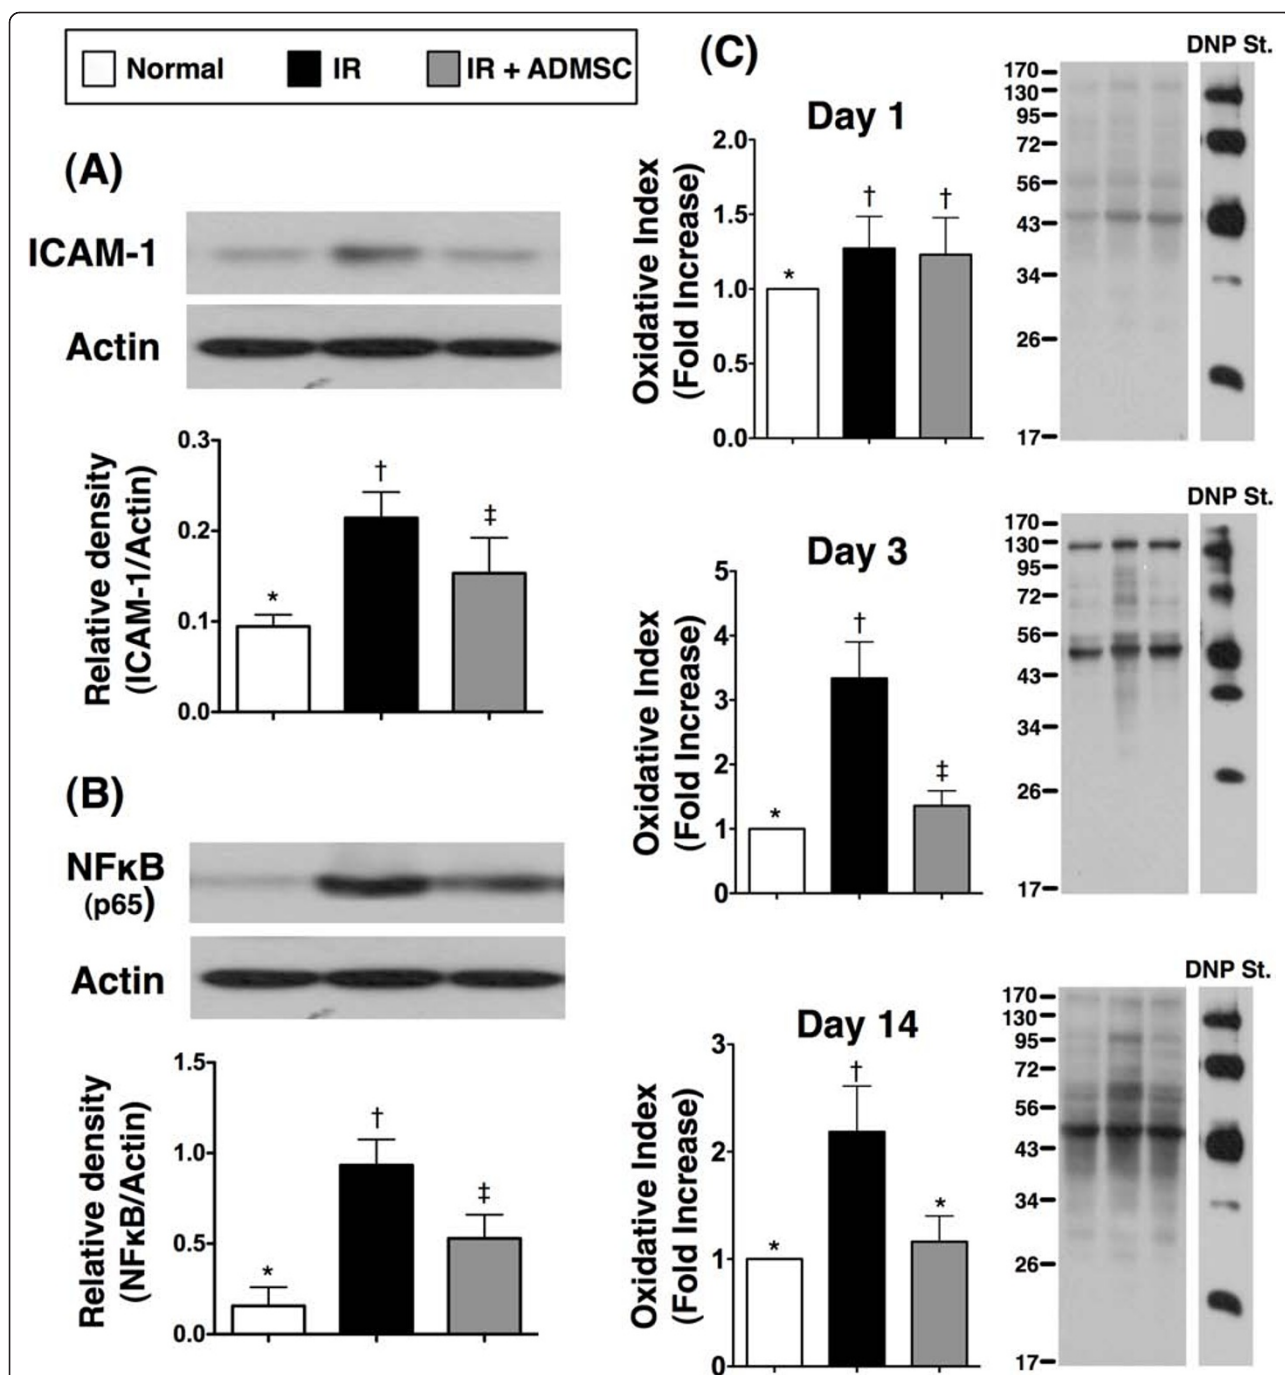 Normal IR IR + ADMSC
(A)
ICAM-1
Actin
Relative density
(ICAM-1/Actin)
0.3
0.2
0.1
0.0
* † ‡
(B)
NFκB
(p65)
Actin
Relative density
(NFκB/Actin)
1.5
1.0
0.5
0.0
* † ‡
(C)
Day 1
Oxidative Index
(Fold Increase)
2.0
1.5
1.0
0.5
0.0
* † †
DNP St.
170
130
95
72
56
43
34
26
17
Day 3
Oxidative Index
(Fold Increase)
5
4
3
2
1
0
* † ‡
DNP St.
170
130
95
72
56
43
34
26
17
Day 14
Oxidative Index
(Fold Increase)
3
2
1
0
* † *
DNP St.
170
130
95
72
56
43
34
26
17